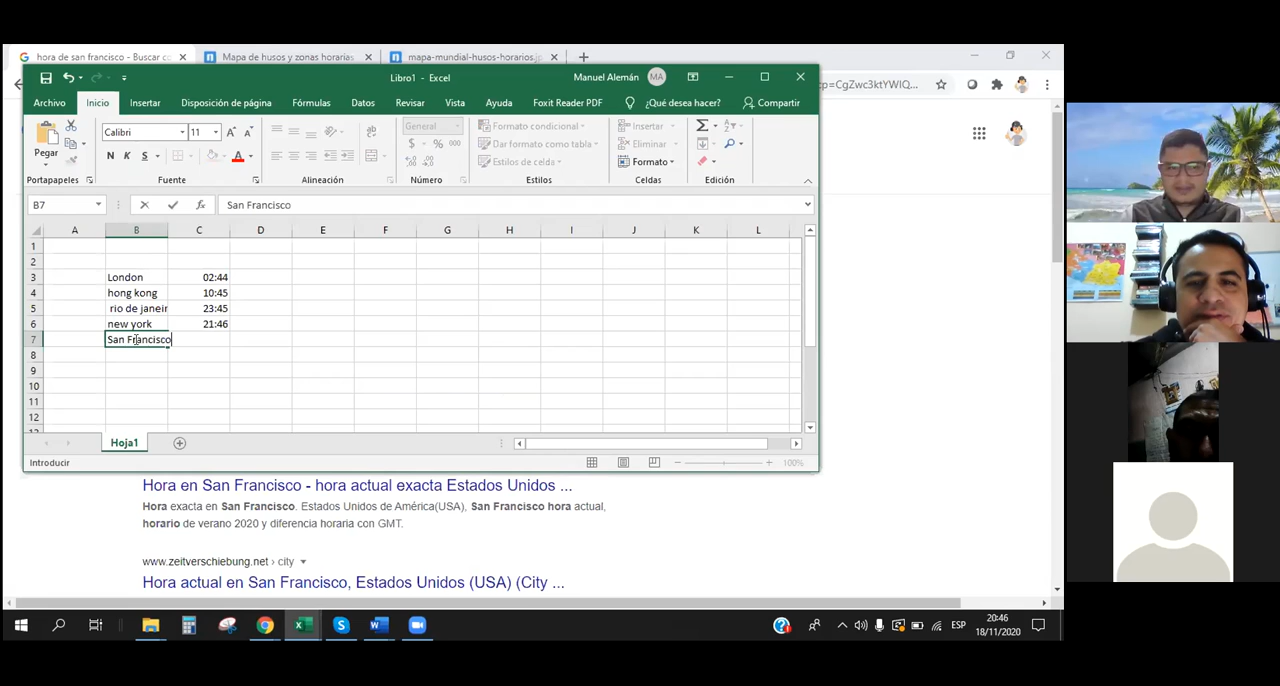 hora de san francisco - Buscar co
Mapa de husos y zonas horarias
mapa-mundial-husos-horarios.j
Libro1 - Excel
Manuel Alemán
MA
=CgZwc3ktYWIQ...
Archivo Inicio Insertar Disposición de página Fórmulas Datos Revisar Vista Ayuda Foxit Reader PDF ¿Qué desea hacer? Compartir
Calibri 11 General Formato condicional Insertar
Pegar N K S $ % 000 Dar formato como tabla Eliminar
Estilos de celda Formato
Portapapeles Fuente Alineación Número Estilos Celdas Edición
B7 fx San Francisco
A B C D E F G H I J K L
1
2
3 London 02:44
4 hong kong 10:45
5 rio de janeir 23:45
6 new york 21:46
7 San Francisco
8
9
10
11
12
Hoja1
Introducir 100%
Hora en San Francisco - hora actual exacta Estados Unidos ...
Hora exacta en San Francisco. Estados Unidos de América(USA), San Francisco hora actual,
horario de verano 2020 y diferencia horaria con GMT.
www.zeitverschiebung.net › city
Hora actual en San Francisco, Estados Unidos (USA) (City ...
ESP
20:46
18/11/2020